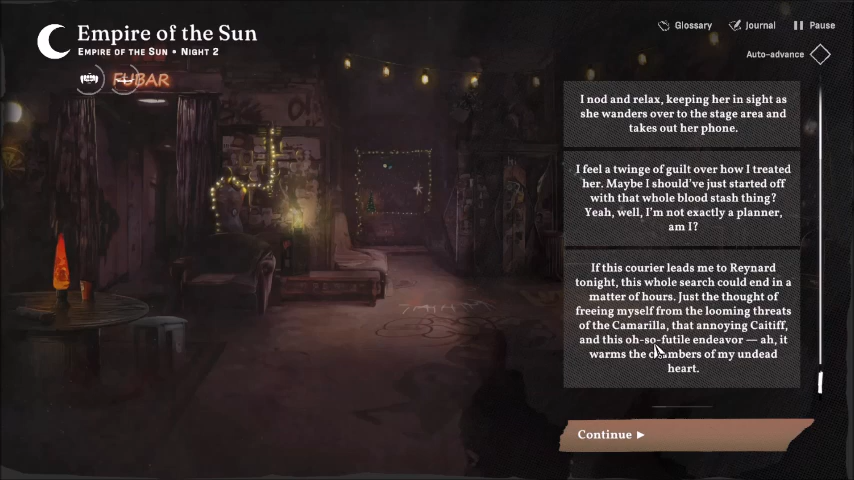 Empire of the Sun
Empire of the Sun • Night 2
FUBAR
Glossary
Journal
Pause
Auto-advance
I nod and relax, keeping her in sight as
she wanders over to the stage area and
takes out her phone.
I feel a twinge of guilt over how I treated
her. Maybe I should've just started off
with that whole blood stash thing?
Yeah, well, I'm not exactly a planner,
am I?
If this courier leads me to Reynard
tonight, this whole search could end in a
matter of hours. Just the thought of
freeing myself from the looming threats
of the Camarilla, that annoying Caitiff,
and this oh-so-futile endeavor — ah, it
warms the chambers of my undead
heart.
Continue ►